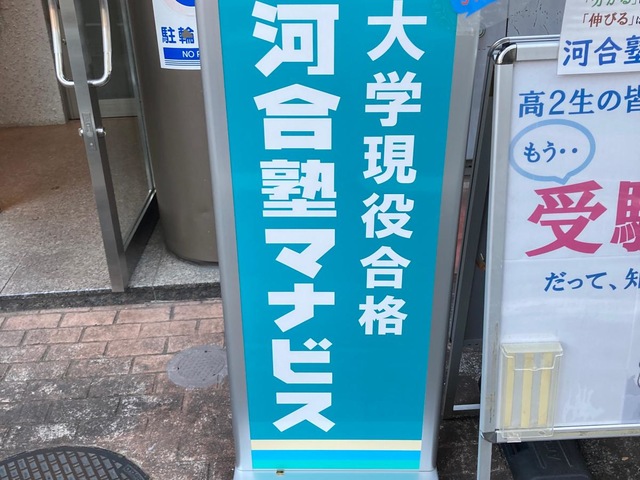 大学現役合格
河合塾マナビス
駐輪
NO
「伸びる」
河合塾
高2生の皆
もう・・
受験
だって、知